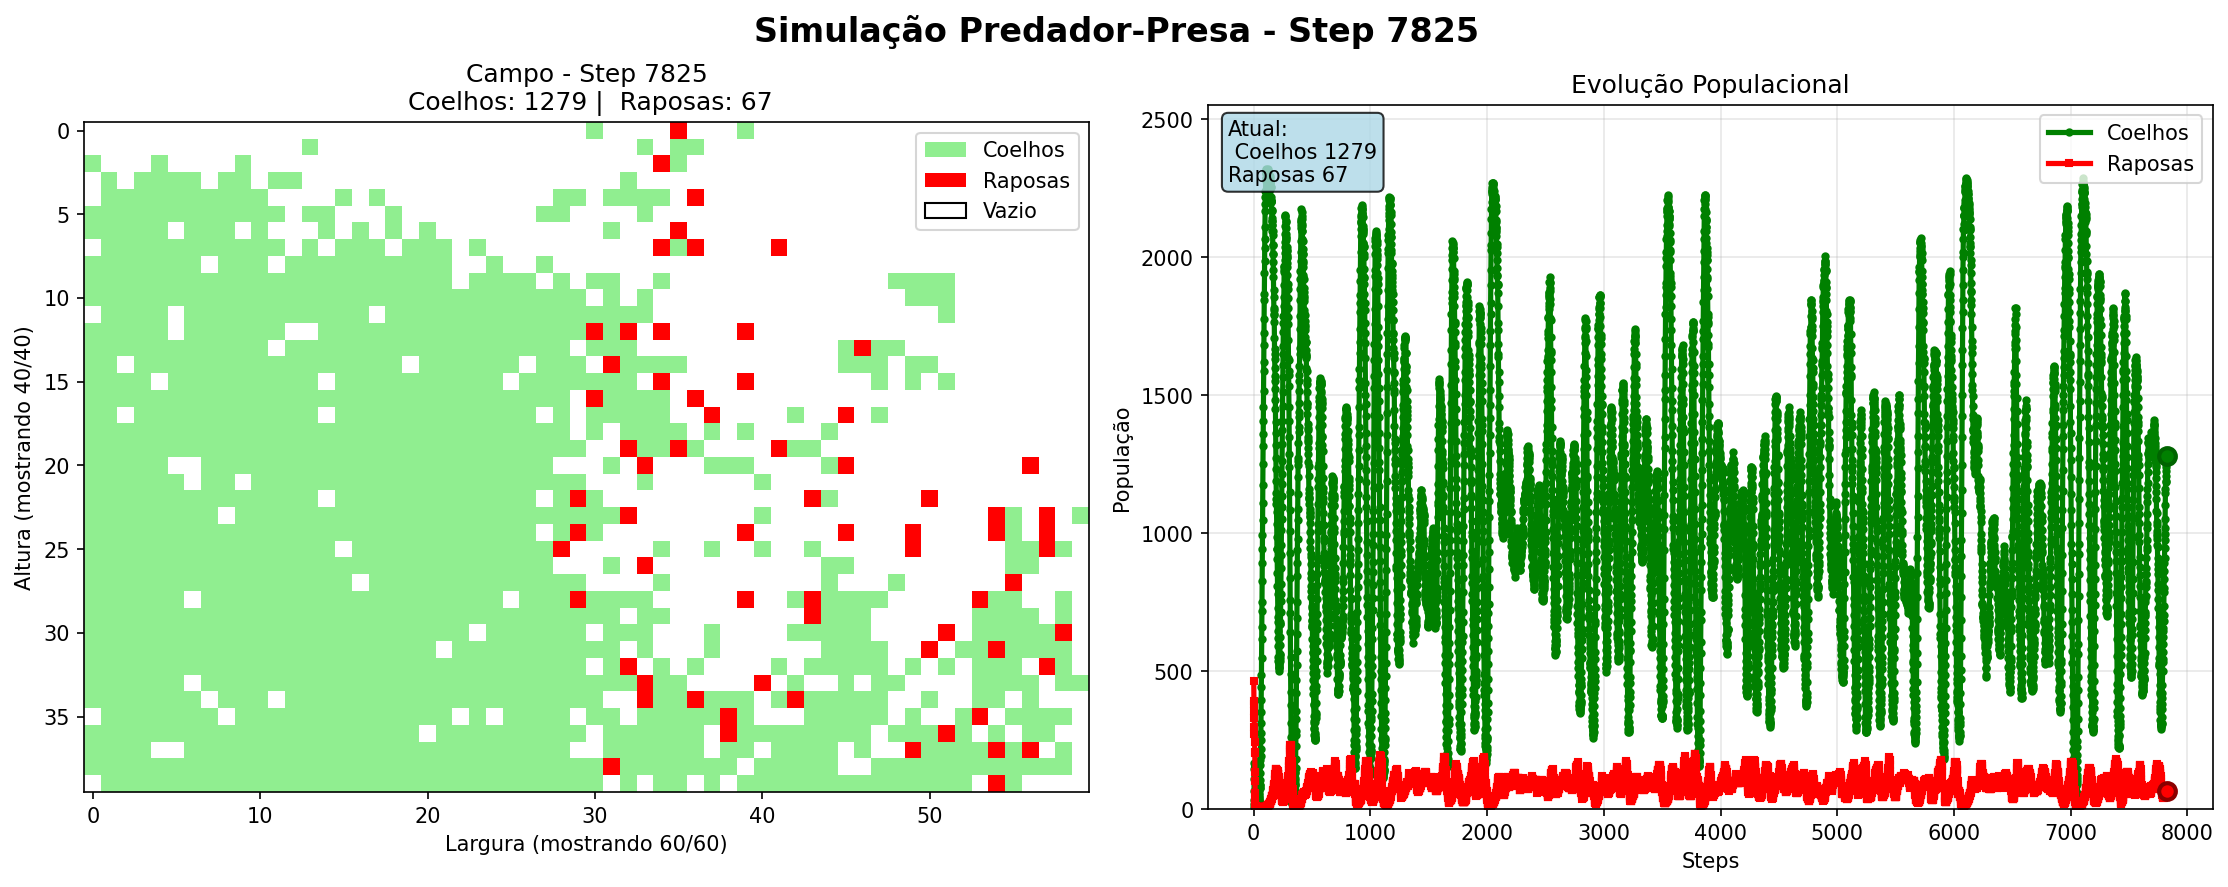 Simulação Predador-Presa - Step 7825
Campo - Step 7825
Coelhos: 1279 |  Raposas: 67
Coelhos
Raposas
Vazio
0
5
10
15
20
25
30
35
Altura (mostrando 40/40)
0
10
20
30
40
50
Largura (mostrando 60/60)
Evolução Populacional
Atual:
Coelhos 1279
Raposas 67
Coelhos
Raposas
2500
2000
1500
1000
500
0
População
0
1000
2000
3000
4000
5000
6000
7000
8000
Steps